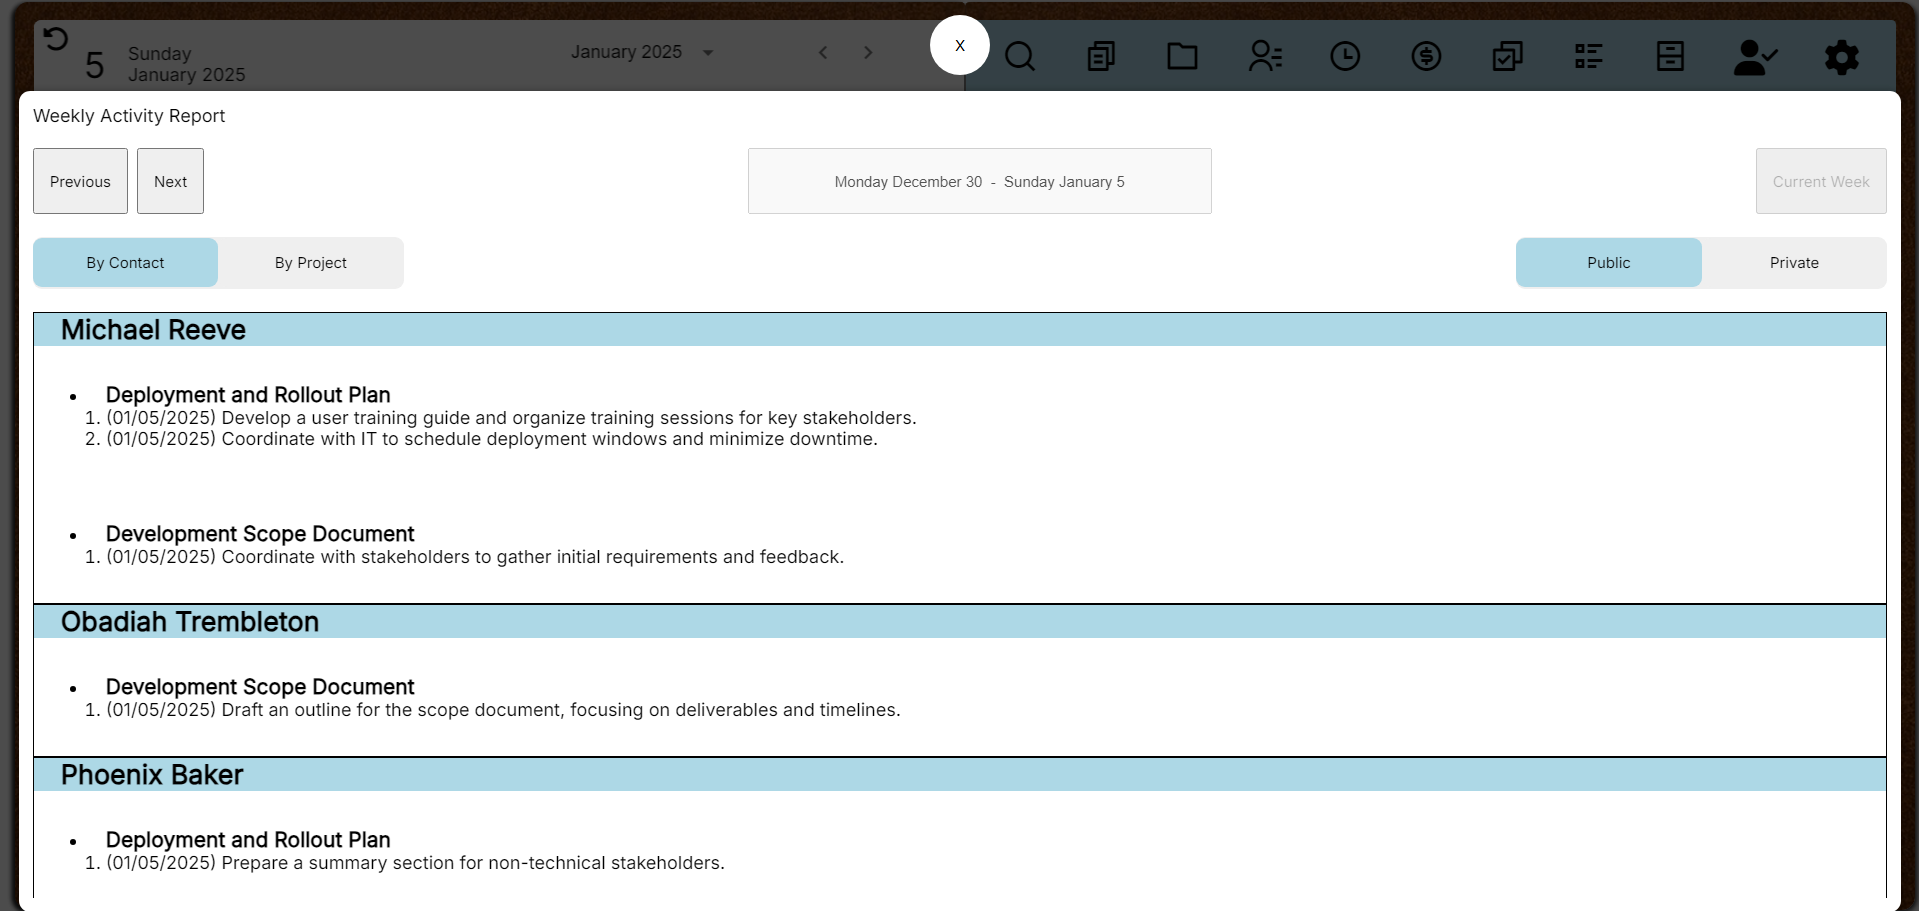 5
Sunday
January 2025
January 2025
X
Weekly Activity Report
Previous
Next
Monday December 30 - Sunday January 5
Current Week
By Contact
By Project
Public
Private
Michael Reeve
Deployment and Rollout Plan
1. (01/05/2025) Develop a user training guide and organize training sessions for key stakeholders.
2. (01/05/2025) Coordinate with IT to schedule deployment windows and minimize downtime.
Development Scope Document
1. (01/05/2025) Coordinate with stakeholders to gather initial requirements and feedback.
Obadiah Trembleton
Development Scope Document
1. (01/05/2025) Draft an outline for the scope document, focusing on deliverables and timelines.
Phoenix Baker
Deployment and Rollout Plan
1. (01/05/2025) Prepare a summary section for non-technical stakeholders.